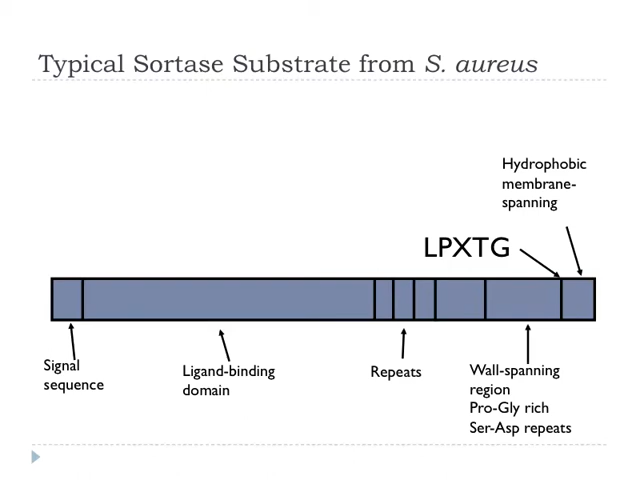 Typical Sortase Substrate from S. aureus
Hydrophobic
membrane-
spanning
LPXTG
Signal
sequence
Ligand-binding
domain
Repeats
Wall-spanning
region
Pro-Gly rich
Ser-Asp repeats